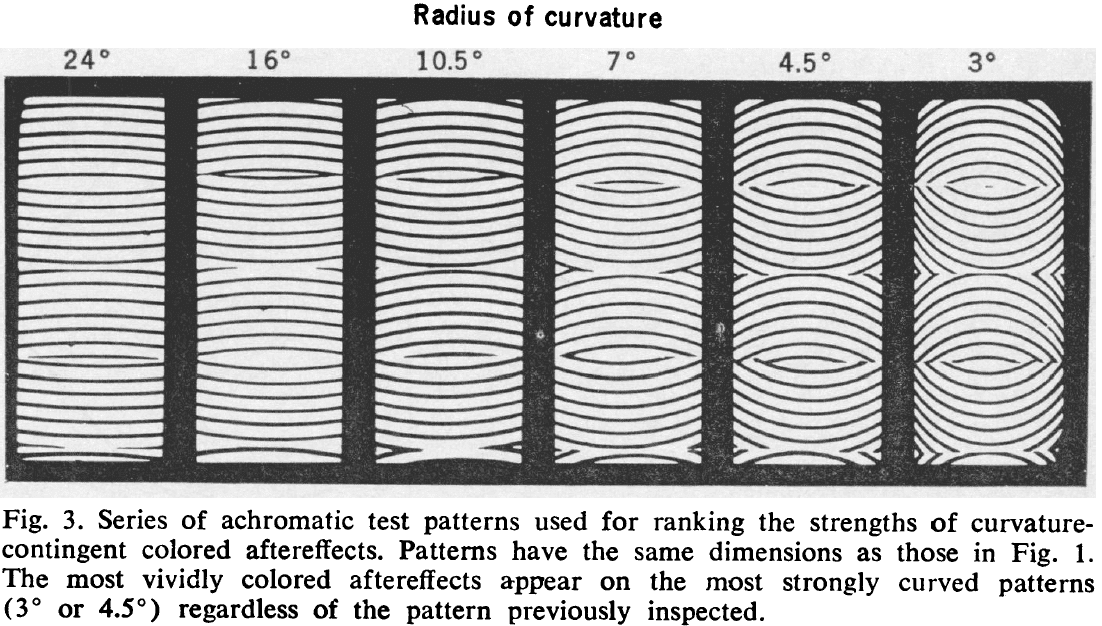 Radius of curvature
24° 16° 10.5° 7° 4.5° 3°
Fig. 3. Series of achromatic test patterns used for ranking the strengths of curvature-
contingent colored aftereffects. Patterns have the same dimensions as those in Fig. 1.
The most vividly colored aftereffects appear on the most strongly curved patterns
(3° or 4.5°) regardless of the pattern previously inspected.